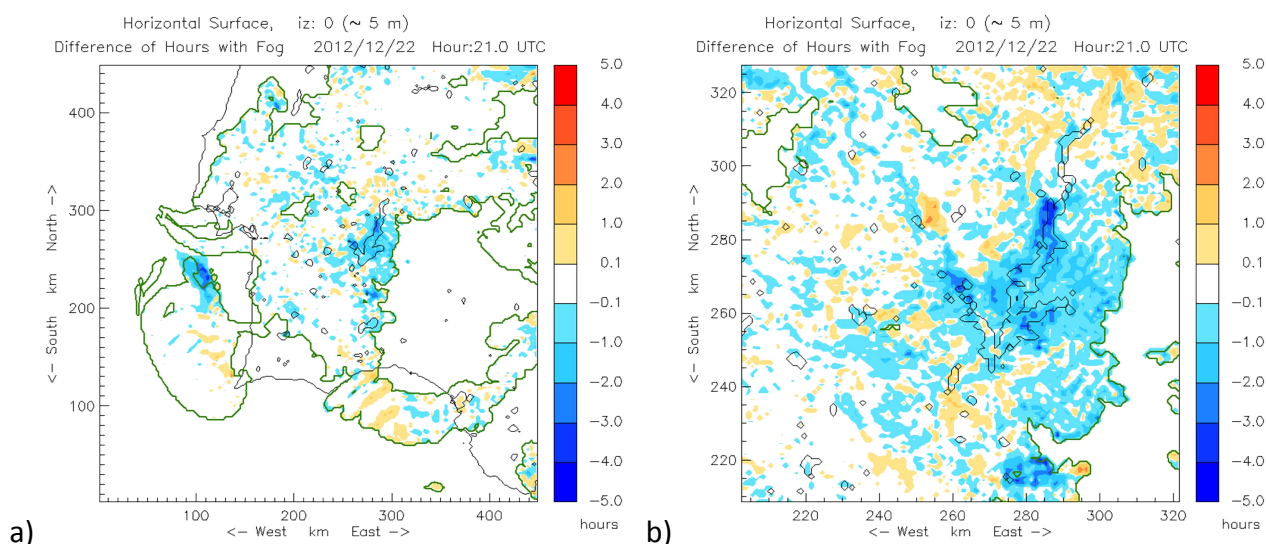 Horizontal Surface, iz: 0 (~ 5 m)
Difference of Hours with Fog 2012/12/22 Hour:21.0 UTC
400
300
200
100
100 200 300 400
<-- South km North -->
<-- West km East -->
5.0
4.0
3.0
2.0
1.0
0.1
-0.1
-1.0
-2.0
-3.0
-4.0
-5.0
hours
a)
Horizontal Surface, iz: 0 (~ 5 m)
Difference of Hours with Fog 2012/12/22 Hour:21.0 UTC
320
300
280
260
240
220
220 240 260 280 300 320
<-- South km North -->
<-- West km East -->
5.0
4.0
3.0
2.0
1.0
0.1
-0.1
-1.0
-2.0
-3.0
-4.0
-5.0
hours
b)